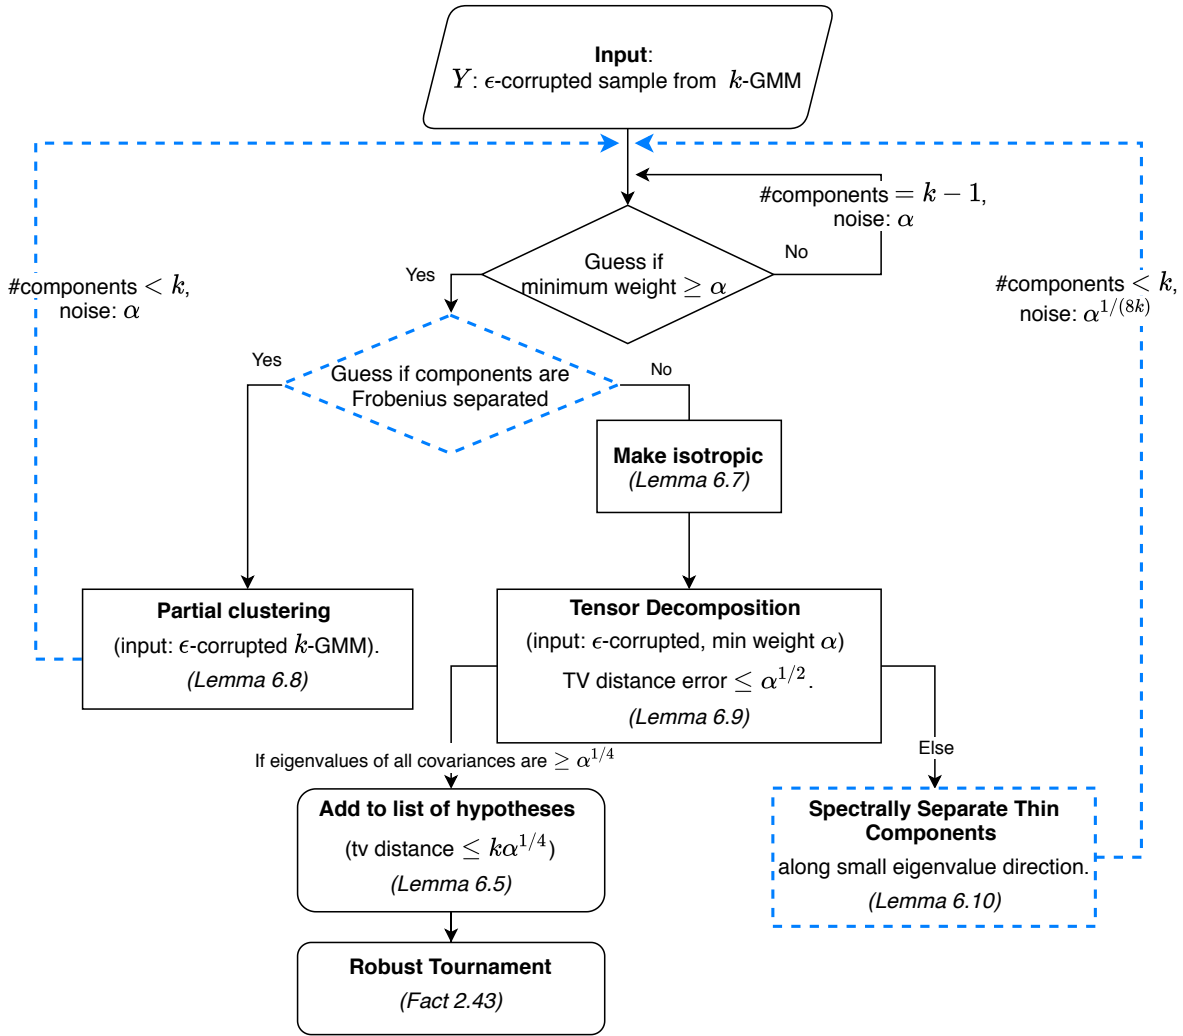 Input:
Y: ϵ-corrupted sample from k-GMM
#components = k − 1,
noise: α
No
Yes
Guess if
minimum weight ≥ α
#components < k,
noise: α
#components < k,
noise: α^{1/(8k)}
Yes
No
Guess if components are
Frobenius separated
Make isotropic
(Lemma 6.7)
Partial clustering
(input: ϵ-corrupted k-GMM).
(Lemma 6.8)
Tensor Decomposition
(input: ϵ-corrupted, min weight α)
TV distance error ≤ α^{1/2}.
(Lemma 6.9)
If eigenvalues of all covariances are ≥ α^{1/4}
Else
Add to list of hypotheses
(tv distance ≤ kα^{1/4})
(Lemma 6.5)
Spectrally Separate Thin
Components
along small eigenvalue direction.
(Lemma 6.10)
Robust Tournament
(Fact 2.43)